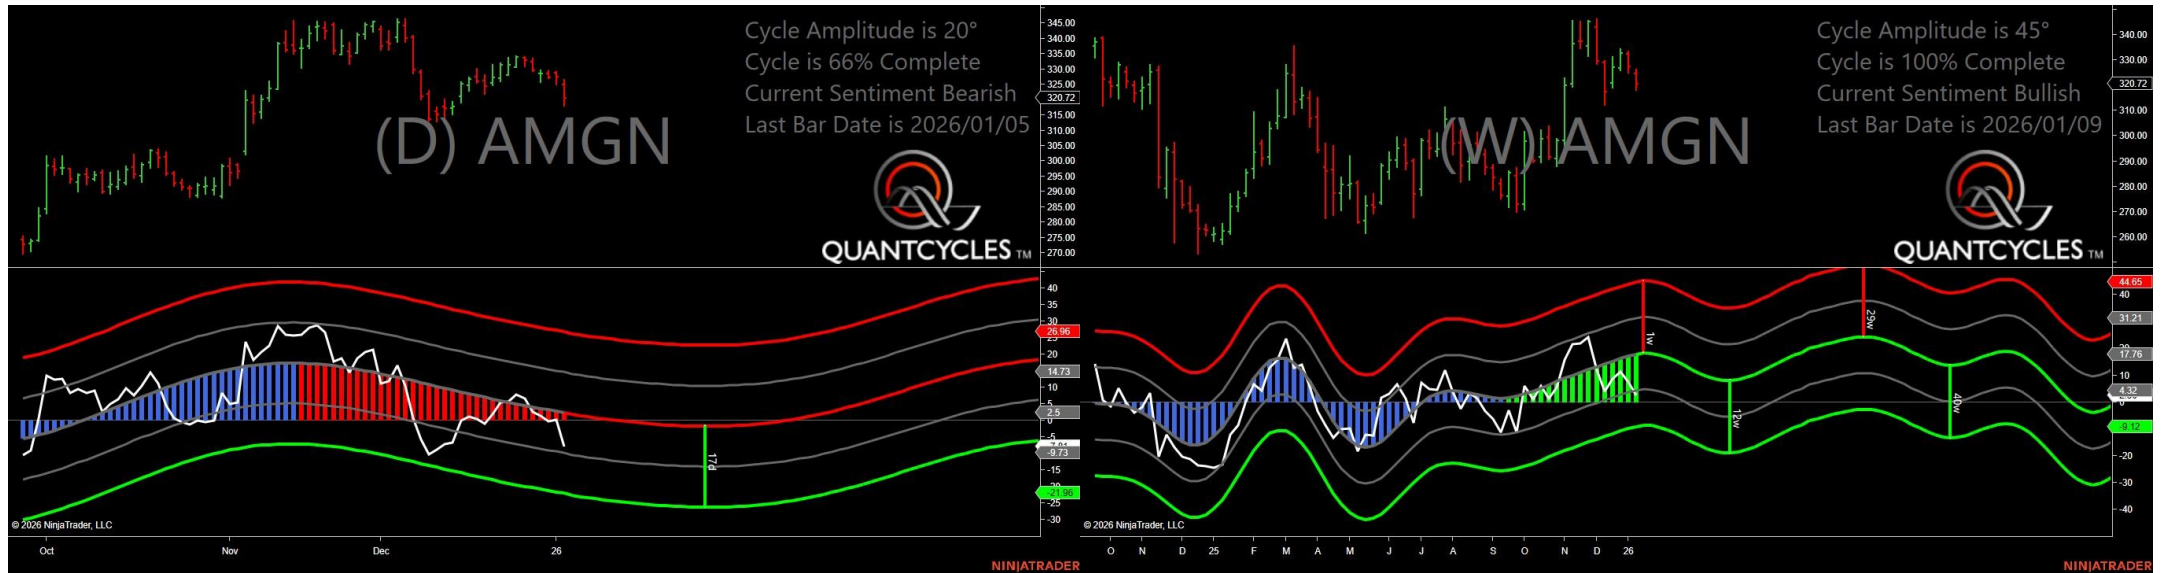 Cycle Amplitude is 20°
Cycle is 66% Complete
Current Sentiment Bearish
Last Bar Date is 2026/01/05
(D) AMGN
QUANTCYCLES TM
345.00
340.00
335.00
330.00
325.00
320.72
315.00
310.00
305.00
300.00
295.00
290.00
285.00
280.00
275.00
270.00
40
35
30
26.96
25
20
14.73
10
5
2.5
0
-5
-9.73
-15
-21.96
-25
-30
17d
© 2026 NinjaTrader, LLC
Oct Nov Dec 26
NINJATRADER
Cycle Amplitude is 45°
Cycle is 100% Complete
Current Sentiment Bullish
Last Bar Date is 2026/01/09
(W) AMGN
QUANTCYCLES TM
340.00
330.00
320.72
310.00
300.00
290.00
280.00
270.00
260.00
44.65
40
31.21
17.76
10
4.32
-9.12
-20
-30
-40
1w
29w
12w
40w
© 2026 NinjaTrader, LLC
O N D 25 F M A M J J A S O N D 26
NINJATRADER